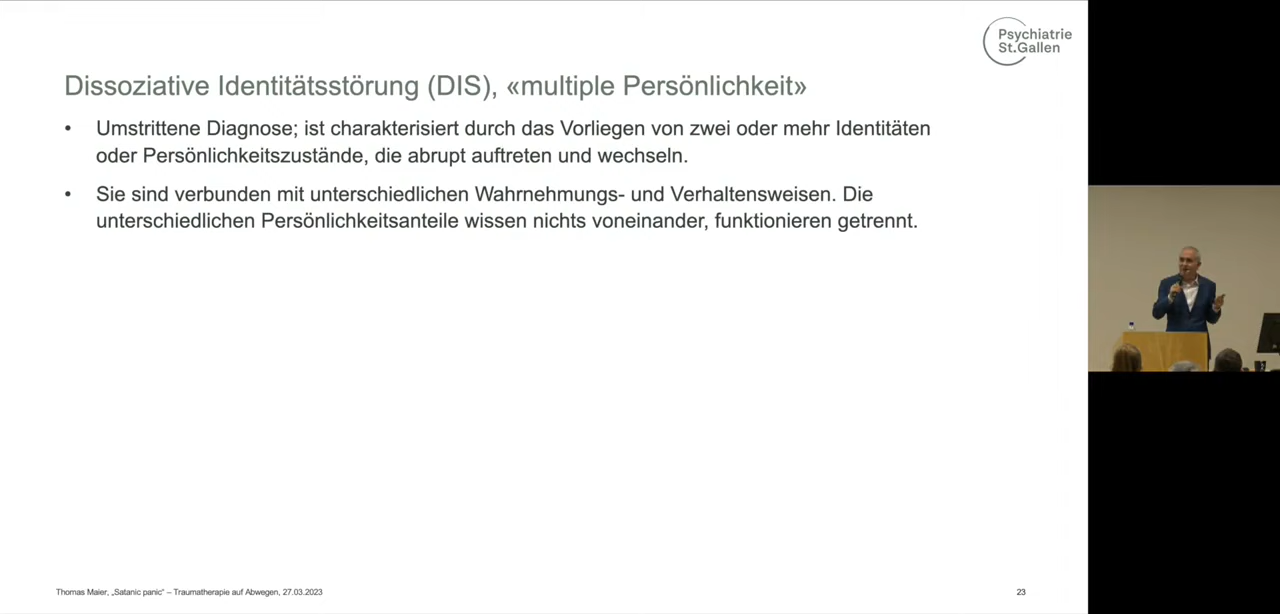 Psychiatrie
St.Gallen
Dissoziative Identitätsstörung (DIS), «multiple Persönlichkeit»
• Umstrittene Diagnose; ist charakterisiert durch das Vorliegen von zwei oder mehr Identitäten
oder Persönlichkeitszustände, die abrupt auftreten und wechseln.
• Sie sind verbunden mit unterschiedlichen Wahrnehmungs- und Verhaltensweisen. Die
unterschiedlichen Persönlichkeitsanteile wissen nichts voneinander, funktionieren getrennt.
Thomas Maier, „Satanic panic“ – Traumatherapie auf Abwegen, 27.03.2023
23